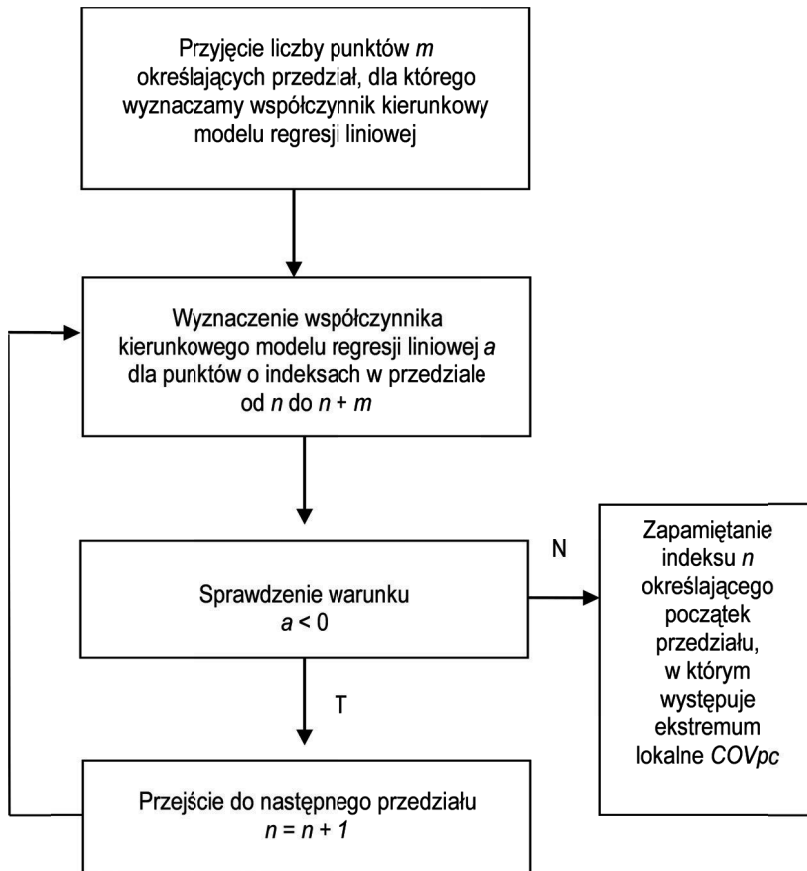 Przyjęcie liczby punktów m
określających przedział, dla którego
wyznaczamy współczynnik kierunkowy
modelu regresji liniowej
Wyznaczenie współczynnika
kierunkowego modelu regresji liniowej a
dla punktów o indeksach w przedziale
od n do n + m
Sprawdzenie warunku
a < 0
N
Zapamiętanie
indeksu n
określającego
początek
przedziału,
w którym
występuje
ekstremum
lokalne COVpc
T
Przejście do następnego przedziału
n = n + 1